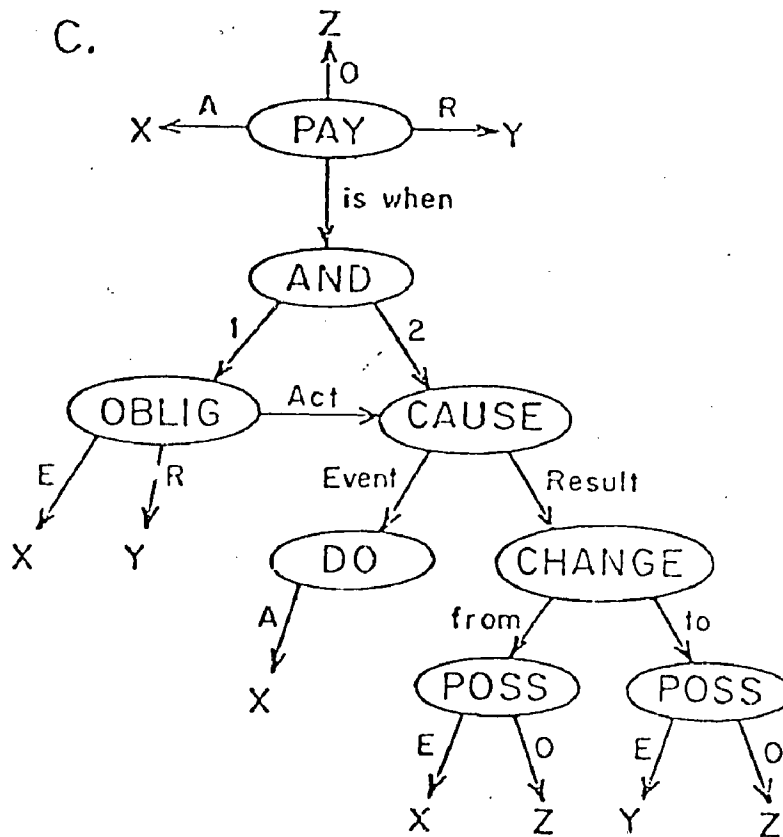 C.
Z
O
A
R
X
PAY
Y
is when
AND
1
2
OBLIG
Act
CAUSE
E
R
Event
Result
X
Y
DO
CHANGE
A
from
to
X
POSS
POSS
E
O
E
O
X
Z
Y
Z